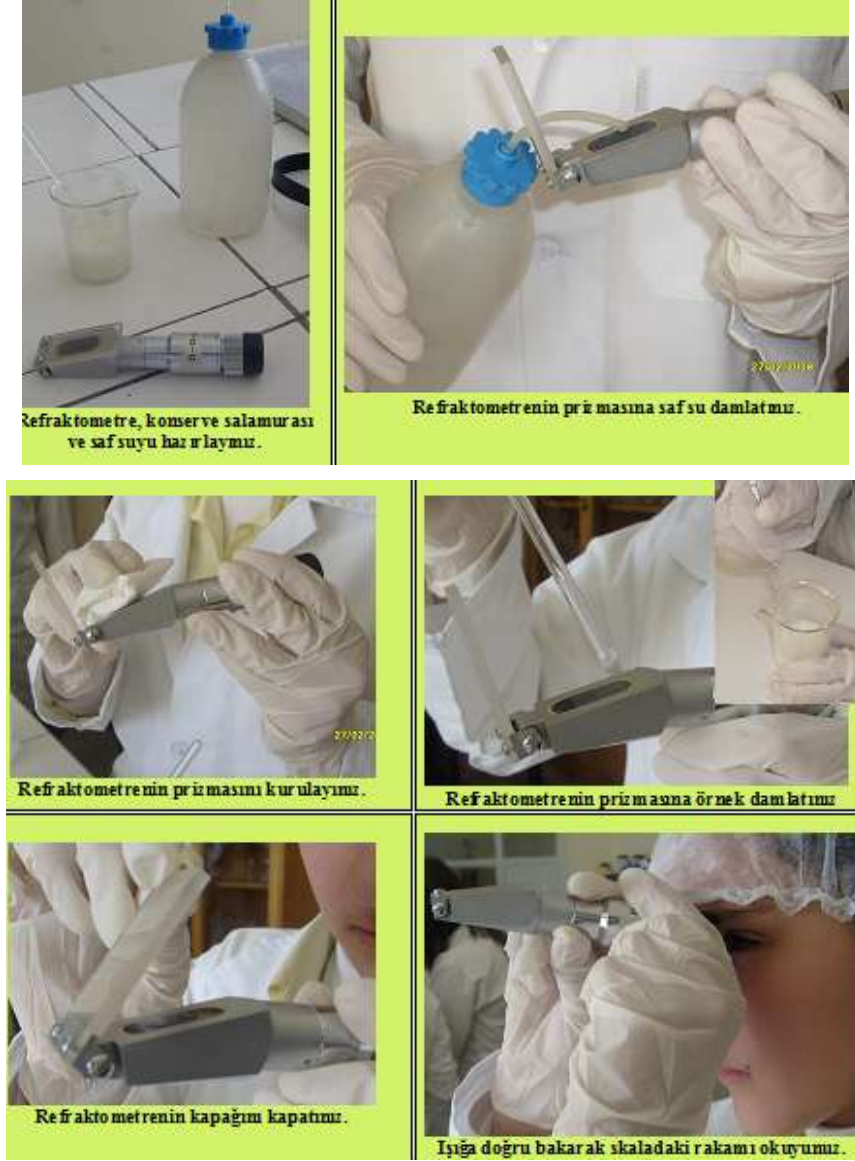 Refraktometre, konserve salamurası
ve saf suyu hazırlayınız.
Refraktometrenin prizmasına saf su damlatınız.
Refraktometrenin prizmasını kurulayınız.
Refraktometrenin prizmasına örnek damlatınız
Refraktometrenin kapağını kapatınız.
Işığa doğru bakarak skaladaki rakamı okuyunuz.